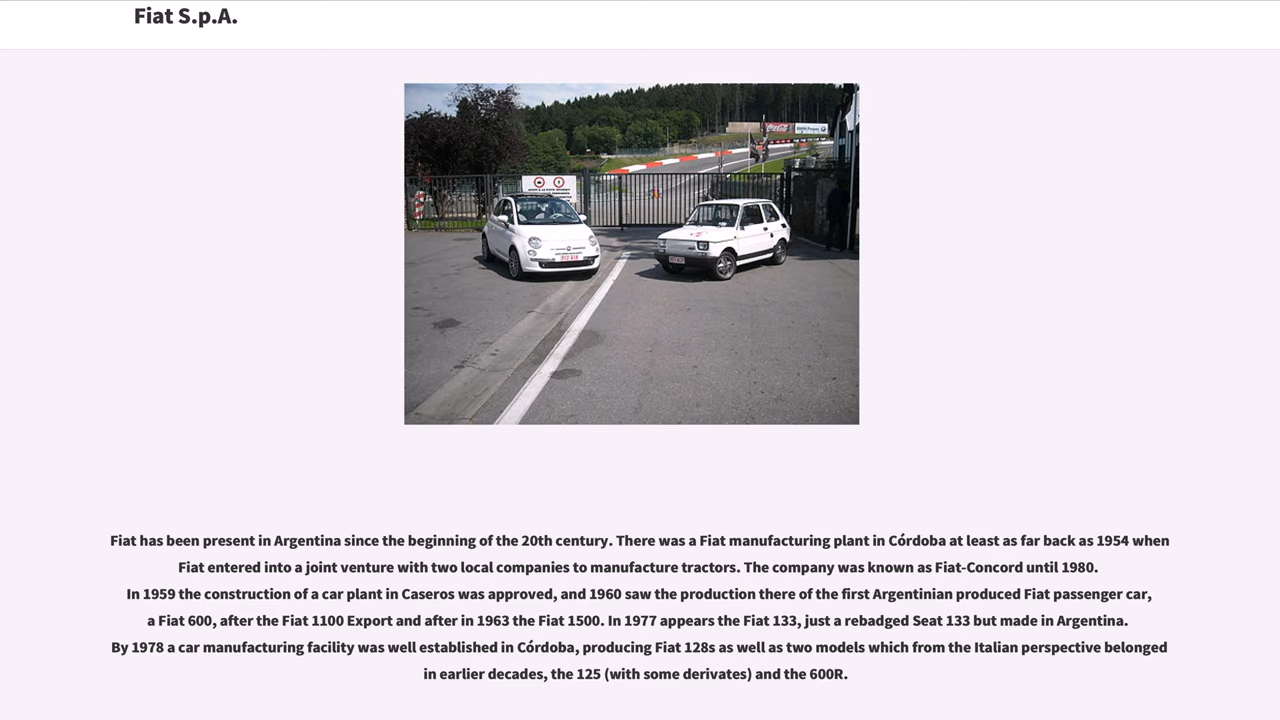 Fiat S.p.A.
Coca-Cola
Fiat has been present in Argentina since the beginning of the 20th century. There was a Fiat manufacturing plant in Córdoba at least as far back as 1954 when
Fiat entered into a joint venture with two local companies to manufacture tractors. The company was known as Fiat-Concord until 1980.
In 1959 the construction of a car plant in Caseros was approved, and 1960 saw the production there of the first Argentinian produced Fiat passenger car,
a Fiat 600, after the Fiat 1100 Export and after in 1963 the Fiat 1500. In 1977 appears the Fiat 133, just a rebadged Seat 133 but made in Argentina.
By 1978 a car manufacturing facility was well established in Córdoba, producing Fiat 128s as well as two models which from the Italian perspective belonged
in earlier decades, the 125 (with some derivates) and the 600R.